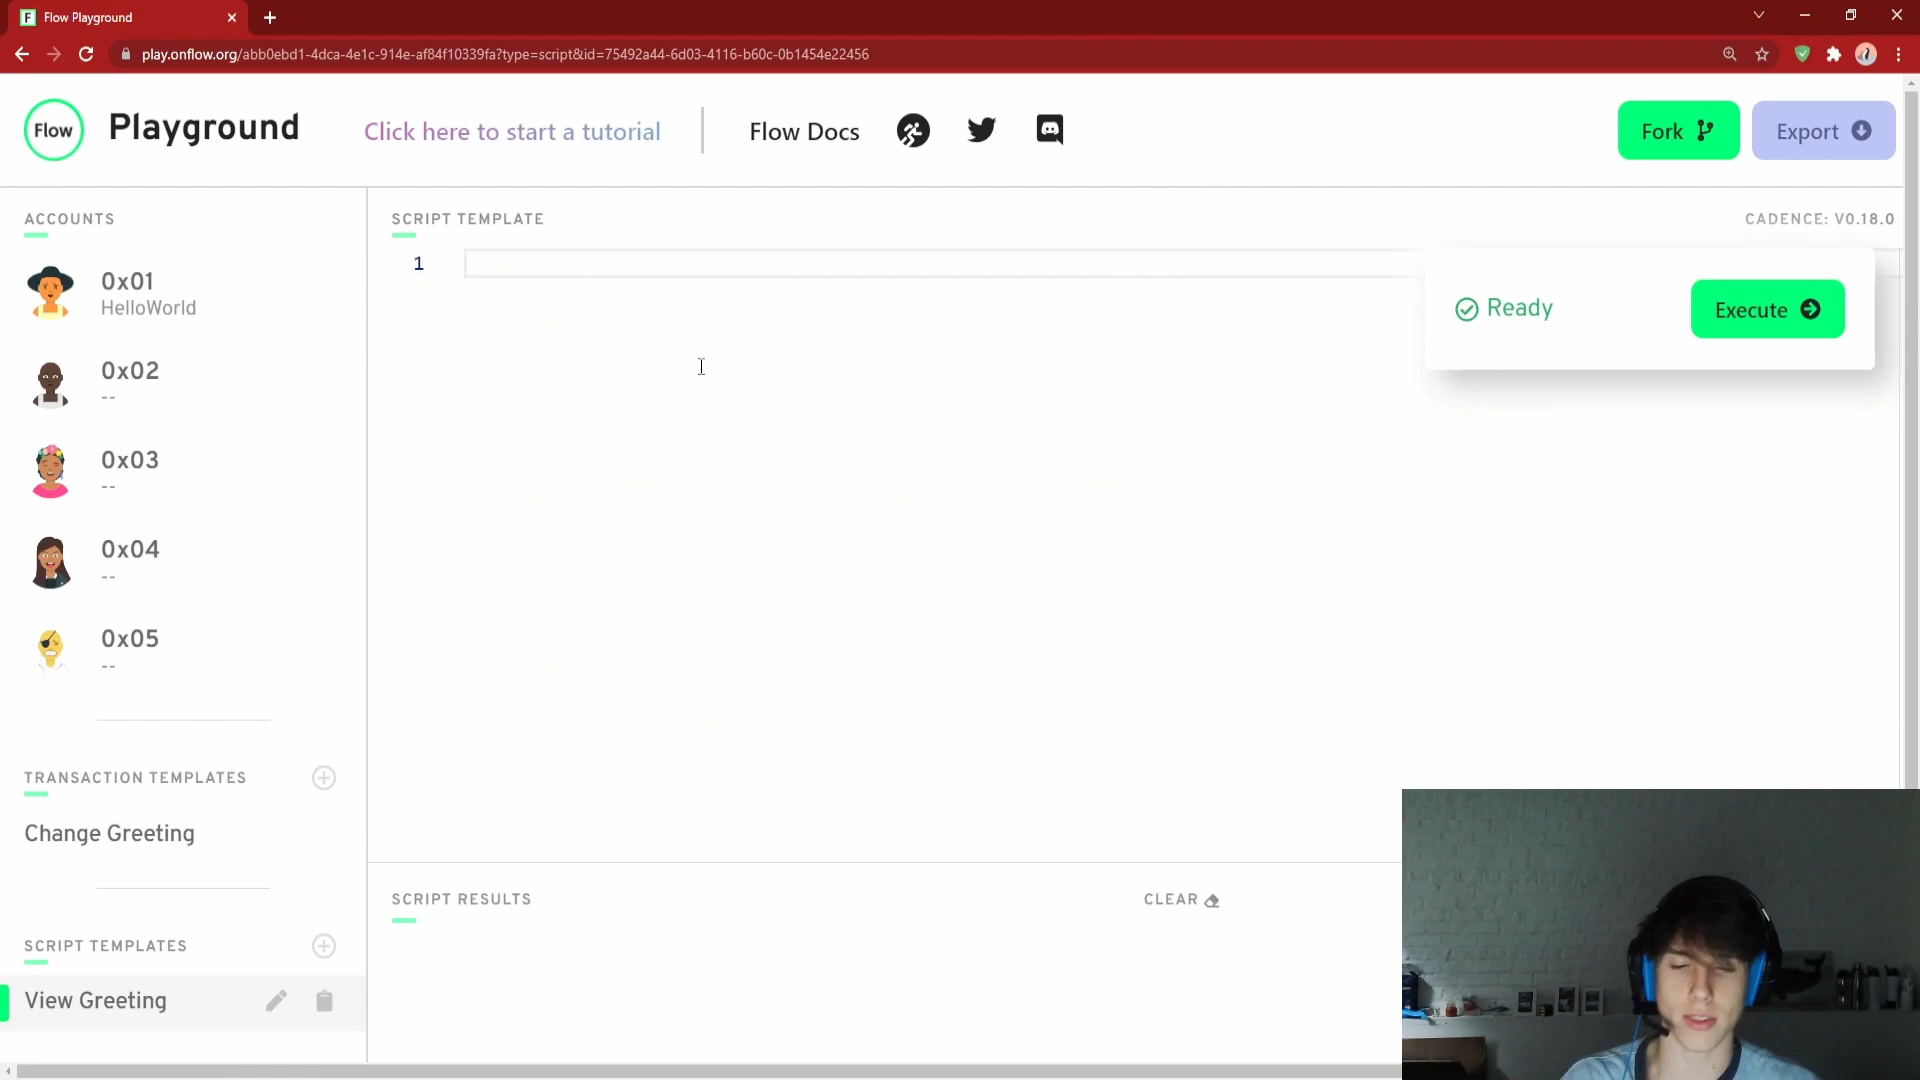 Flow Playground
play.onflow.org/abb0ebd1-4dca-4e1c-914e-af84f10339fa?type=script&id=75492a44-6d03-4116-b60c-0b1454e22456
Flow Playground
Click here to start a tutorial
Flow Docs
Fork
Export
ACCOUNTS
0x01
HelloWorld
0x02
--
0x03
--
0x04
--
0x05
--
TRANSACTION TEMPLATES
Change Greeting
SCRIPT TEMPLATES
View Greeting
SCRIPT TEMPLATE
CADENCE: V0.18.0
1
Ready
Execute
SCRIPT RESULTS
CLEAR